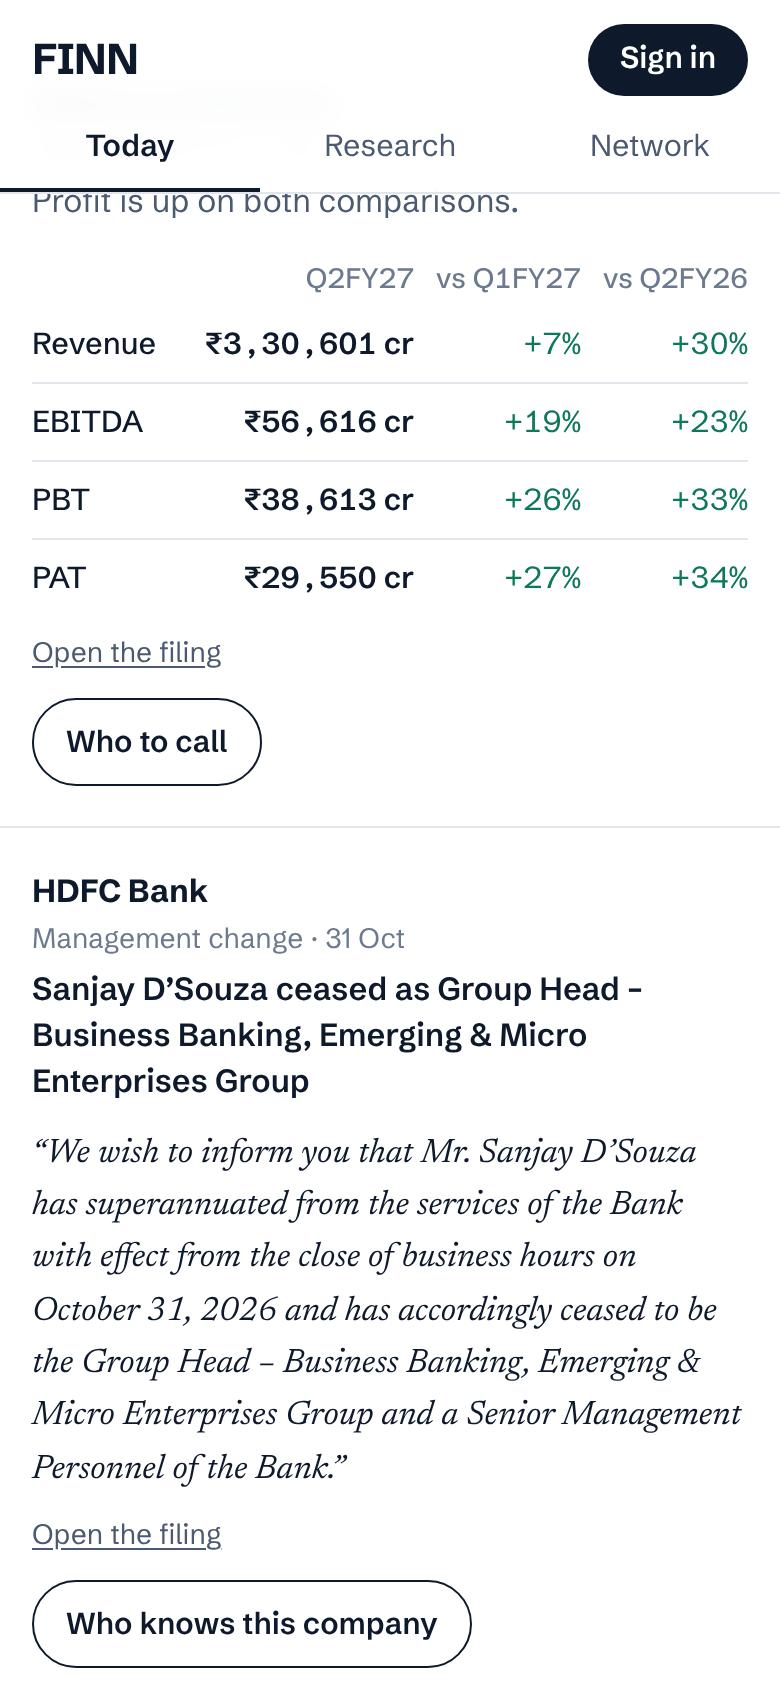 FINN
Sign in
Today Research Network
Profit is up on both comparisons.
Q2FY27 vs Q1FY27 vs Q2FY26
Revenue ₹3,30,601 cr +7% +30%
EBITDA ₹56,616 cr +19% +23%
PBT ₹38,613 cr +26% +33%
PAT ₹29,550 cr +27% +34%
Open the filing
Who to call
HDFC Bank
Management change · 31 Oct
Sanjay D’Souza ceased as Group Head –
Business Banking, Emerging & Micro
Enterprises Group
“We wish to inform you that Mr. Sanjay D’Souza
has superannuated from the services of the Bank
with effect from the close of business hours on
October 31, 2026 and has accordingly ceased to be
the Group Head – Business Banking, Emerging &
Micro Enterprises Group and a Senior Management
Personnel of the Bank.”
Open the filing
Who knows this company